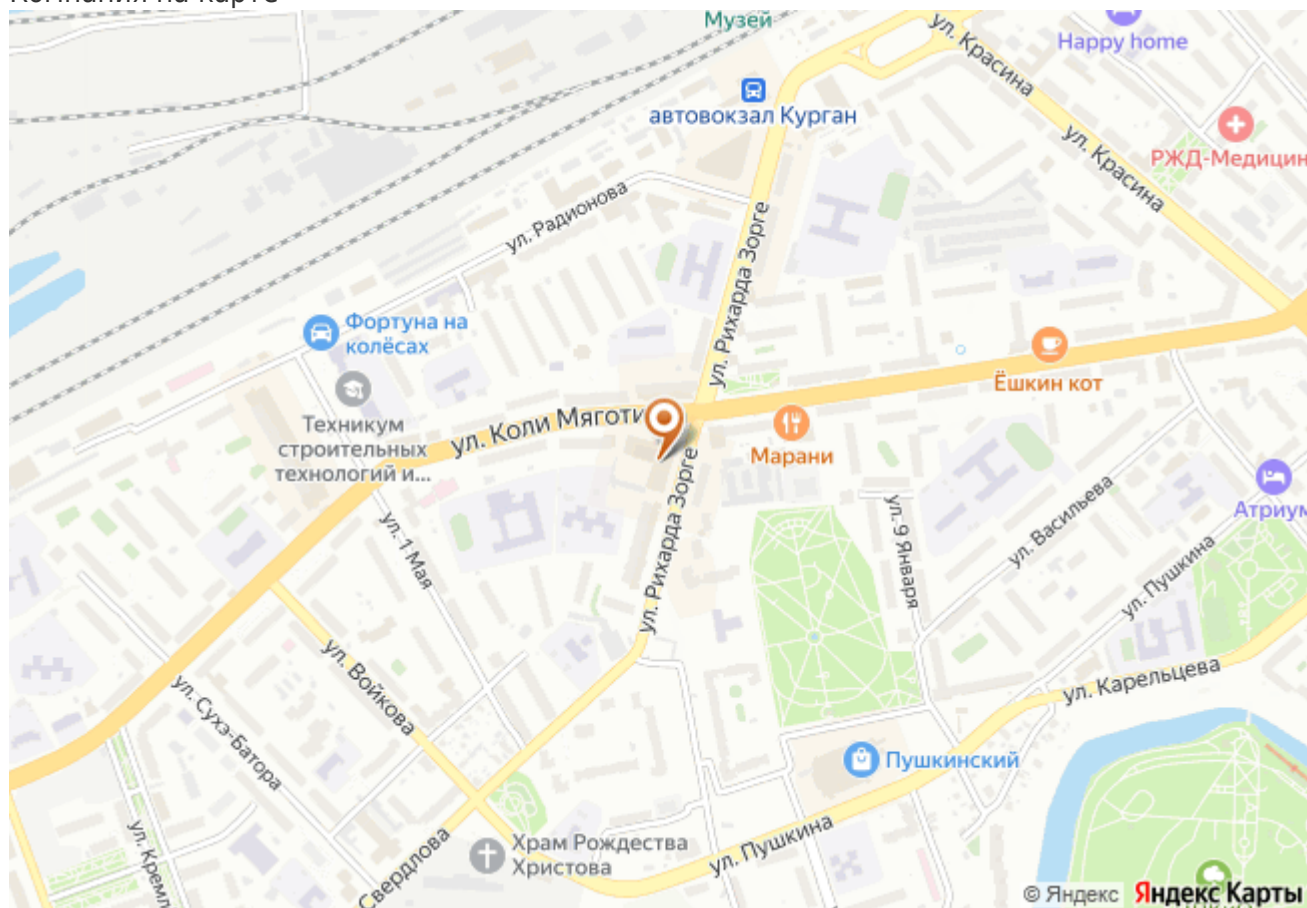 Компания на карте
Музей
ул. Красина
Happy home
автовокзал Курган
ул. Красина
РЖД-Медицин
ул. Радионова
ул. Рихарда Зорге
Фортуна на
колёсах
Ёшкин кот
Техникум
строительных
технологий и...
ул. Коли Мяготи
Марани
ул. Рихарда Зорге
ул. 1 Мая
ул. 9 Января
ул. Васильева
Атриум
ул. Пушкина
ул. Войкова
ул. Сухэ-Батора
ул. Карельцева
Пушкинский
ул. Кремл
Свердлова
Храм Рождества
Христова
ул. Пушкина
© Яндекс Яндекс Карты